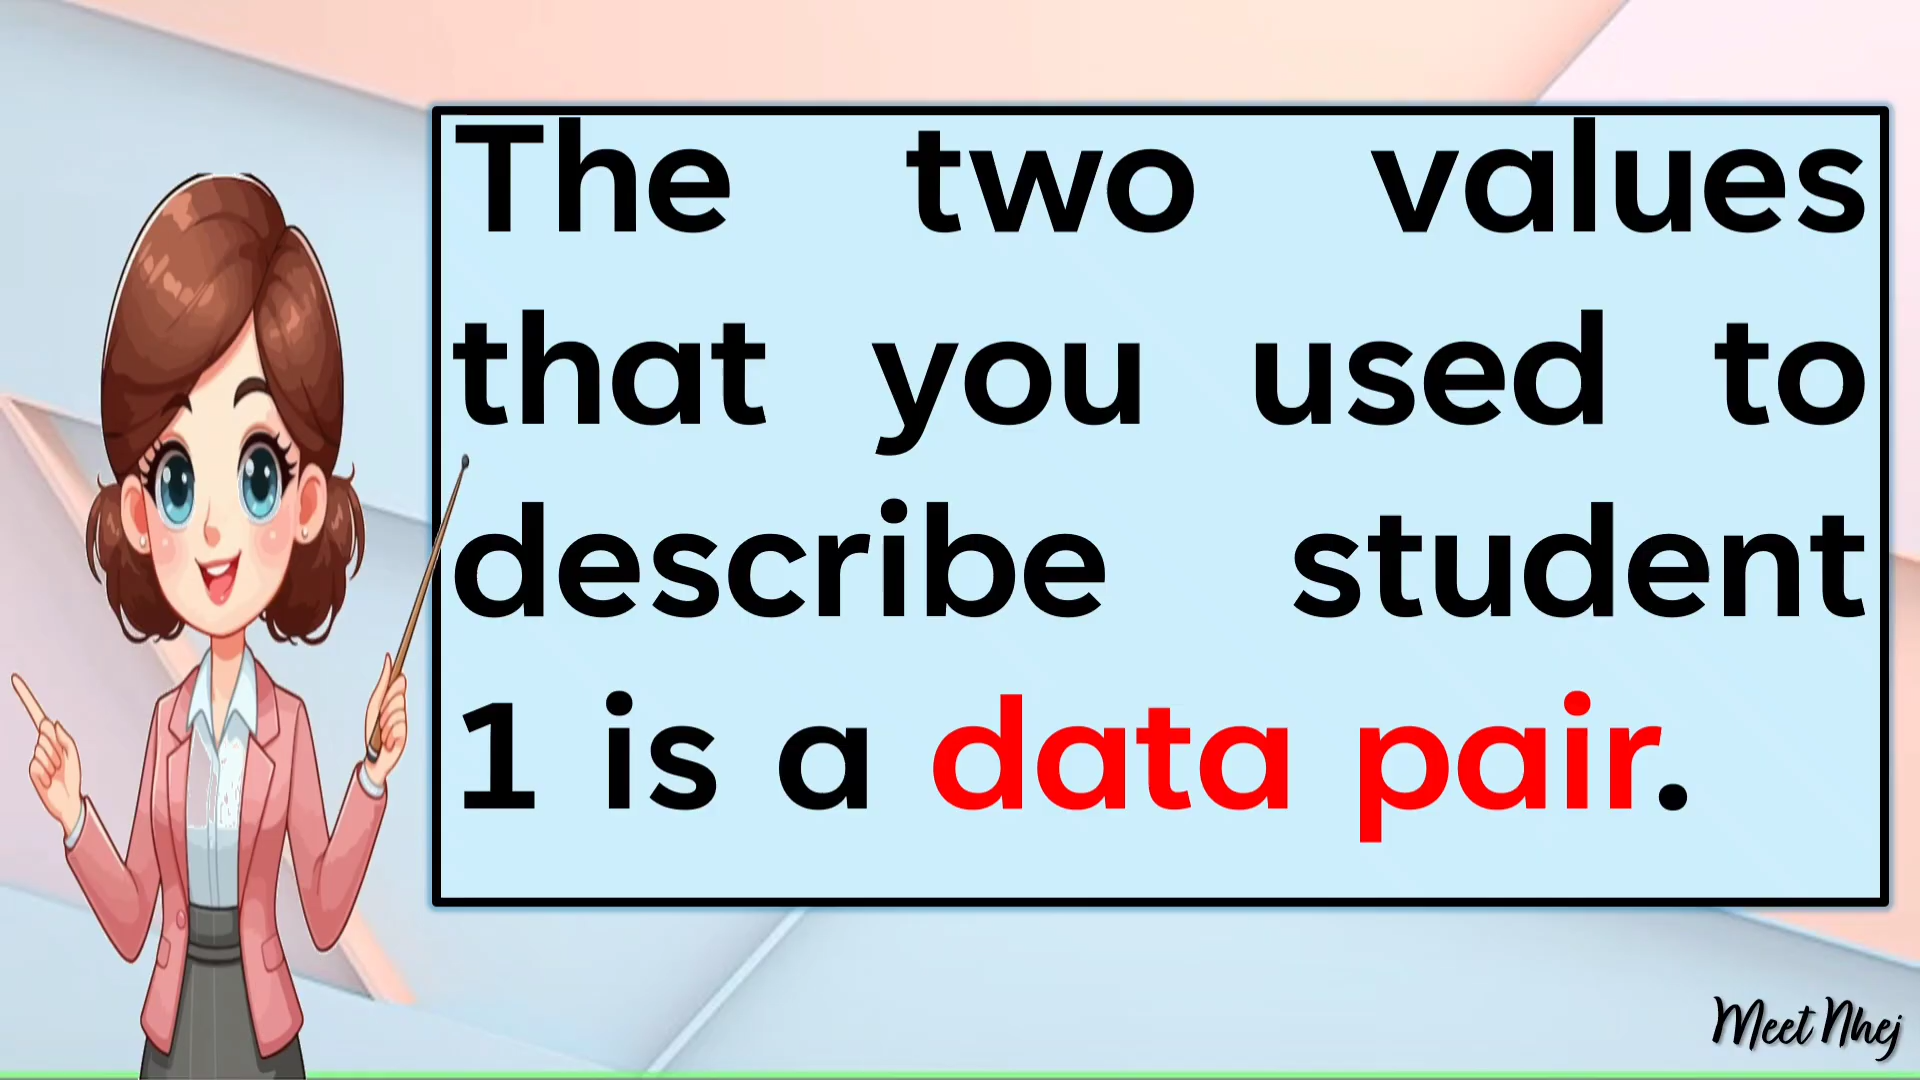 The two values
that you used to
describe student
1 is a data pair.
Meet Nhej